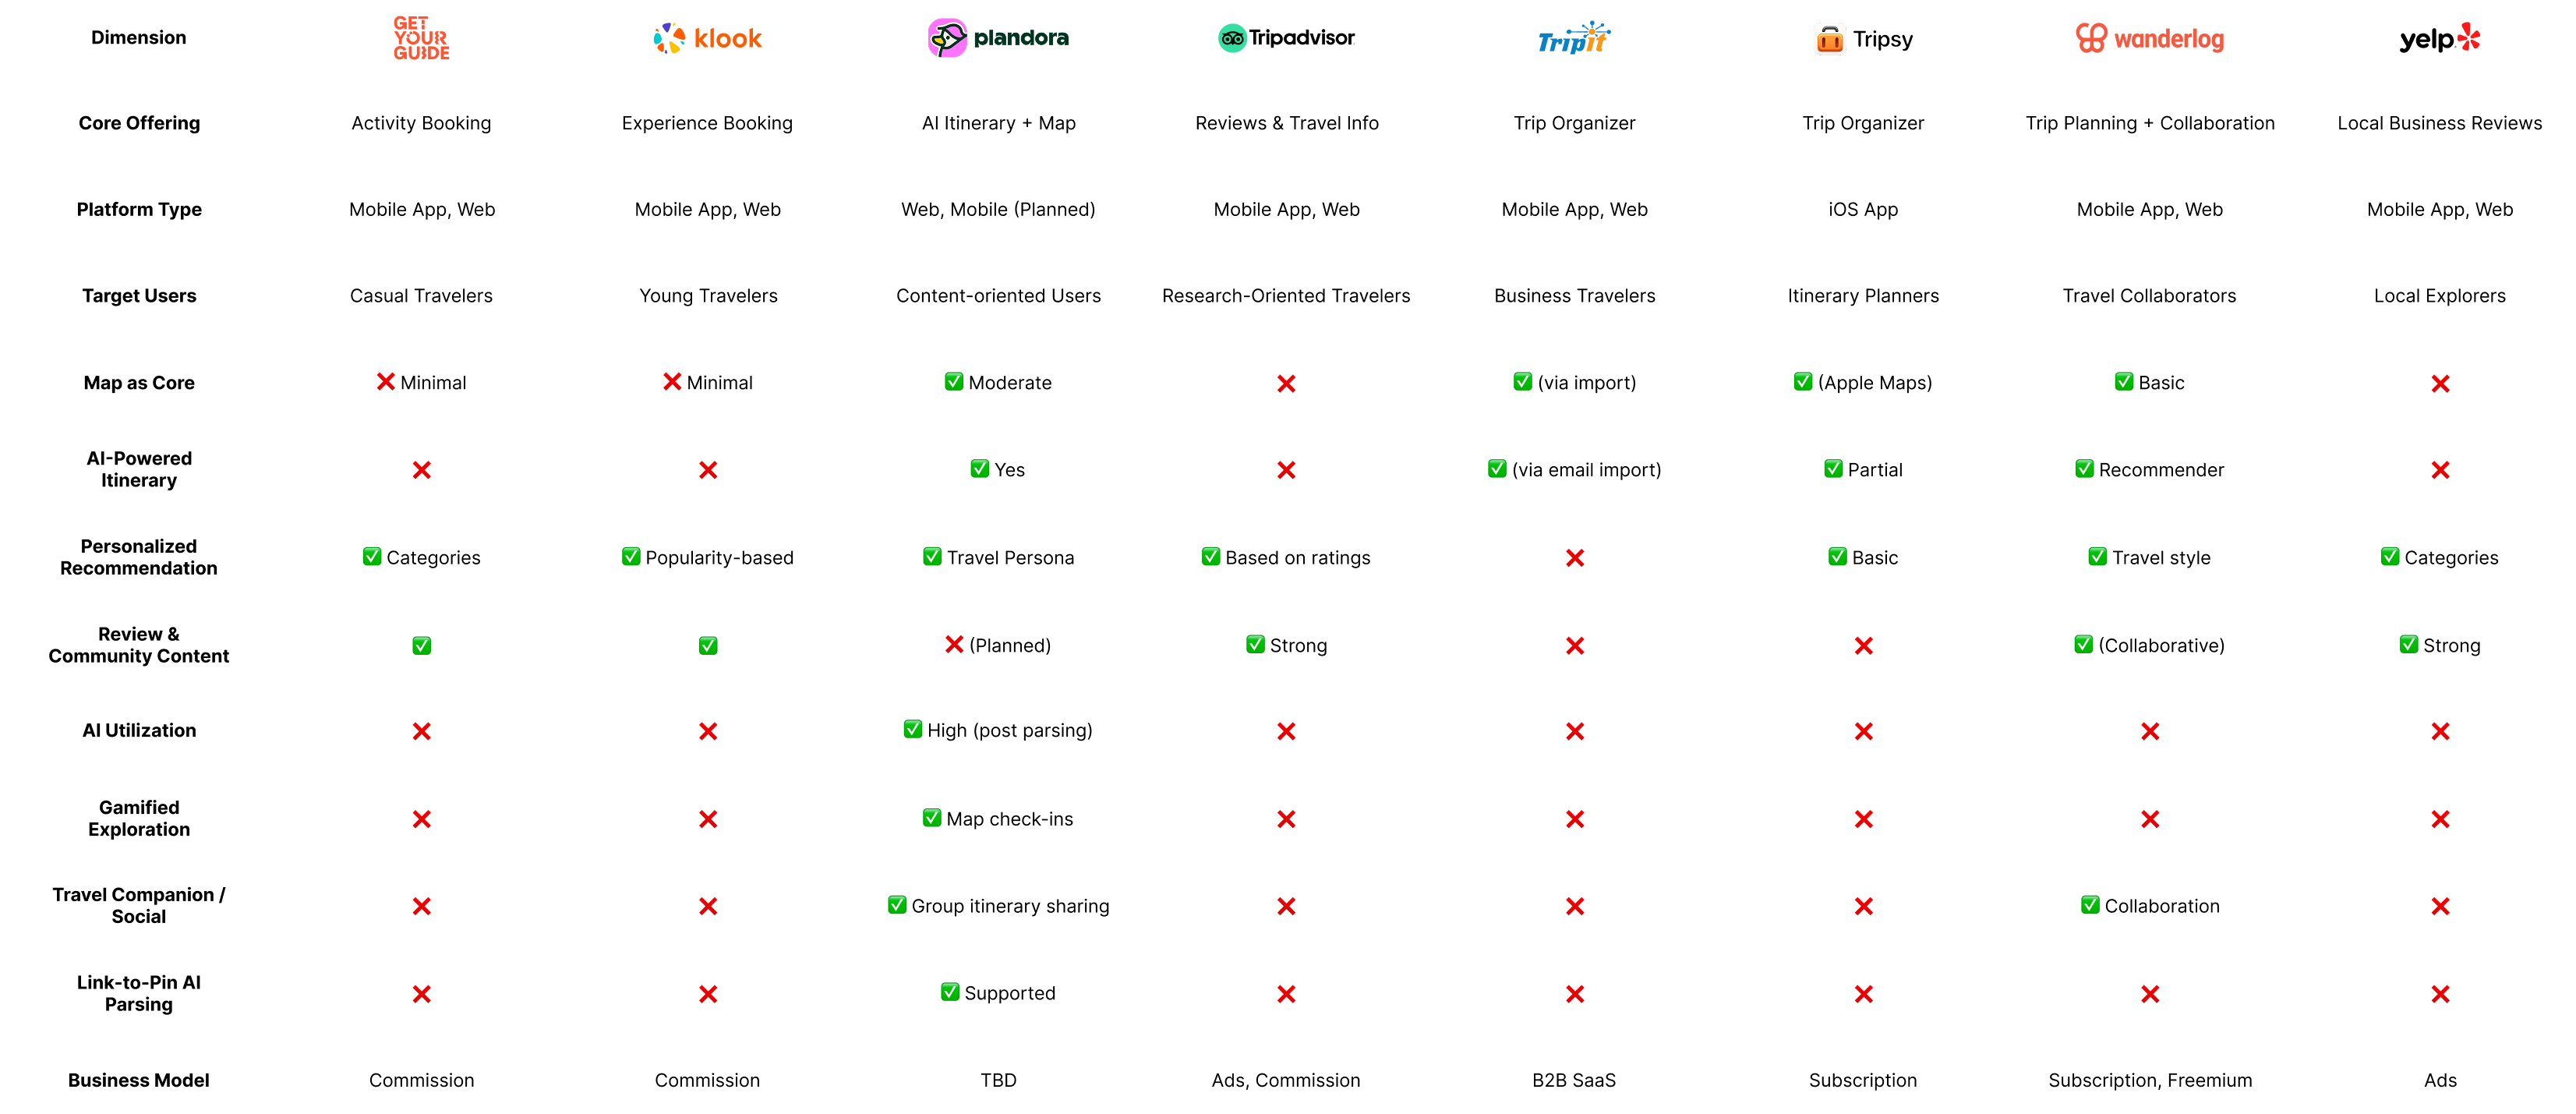 Dimension GET YOUR GUIDE klook plandora Tripadvisor TripIt Tripsy wanderlog yelp
Core Offering Activity Booking Experience Booking AI Itinerary + Map Reviews & Travel Info Trip Organizer Trip Organizer Trip Planning + Collaboration Local Business Reviews
Platform Type Mobile App, Web Mobile App, Web Web, Mobile (Planned) Mobile App, Web Mobile App, Web iOS App Mobile App, Web Mobile App, Web
Target Users Casual Travelers Young Travelers Content-oriented Users Research-Oriented Travelers Business Travelers Itinerary Planners Travel Collaborators Local Explorers
Map as Core ❌ Minimal ❌ Minimal ✅ Moderate ❌ ✅ (via import) ✅ (Apple Maps) ✅ Basic ❌
AI-Powered Itinerary ❌ ❌ ✅ Yes ❌ ✅ (via email import) ✅ Partial ✅ Recommender ❌
Personalized Recommendation ✅ Categories ✅ Popularity-based ✅ Travel Persona ✅ Based on ratings ❌ ✅ Basic ✅ Travel style ✅ Categories
Review & Community Content ✅ ✅ ❌ (Planned) ✅ Strong ❌ ❌ ✅ (Collaborative) ✅ Strong
AI Utilization ❌ ❌ ✅ High (post parsing) ❌ ❌ ❌ ❌ ❌
Gamified Exploration ❌ ❌ ✅ Map check-ins ❌ ❌ ❌ ❌ ❌
Travel Companion / Social ❌ ❌ ✅ Group itinerary sharing ❌ ❌ ❌ ✅ Collaboration ❌
Link-to-Pin AI Parsing ❌ ❌ ✅ Supported ❌ ❌ ❌ ❌ ❌
Business Model Commission Commission TBD Ads, Commission B2B SaaS Subscription Subscription, Freemium Ads